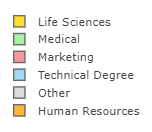 Life Sciences
Medical
Marketing
Technical Degree
Other
Human Resources